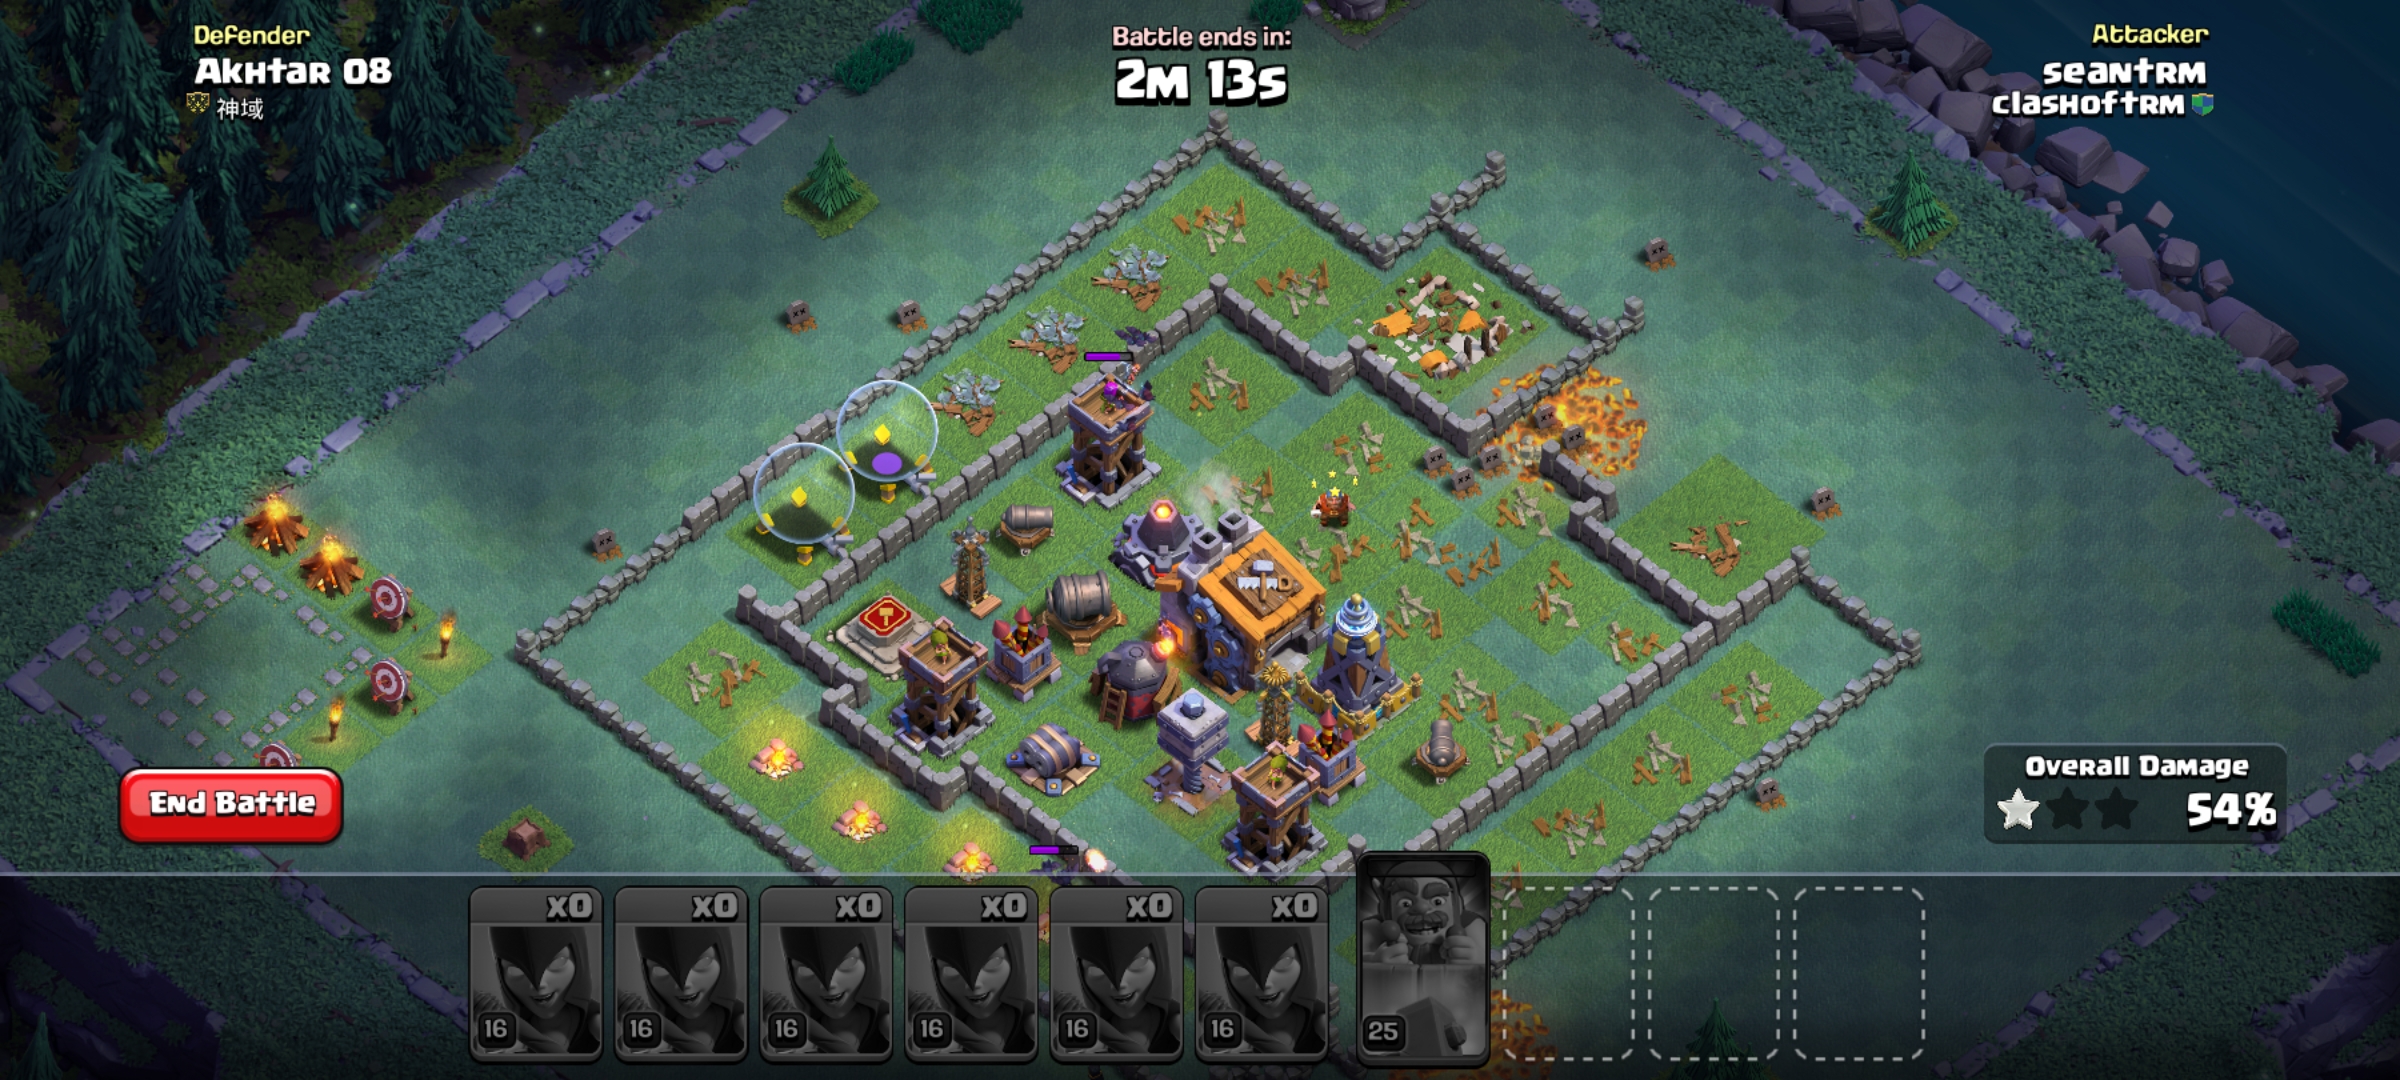 Defender
Akhtar 08
神域
Battle ends in:
2M 13s
Attacker
seantrm
clashoftrm
Overall Damage
54%
End Battle
x0 x0 x0 x0 x0 x0
16 16 16 16 16 16 25